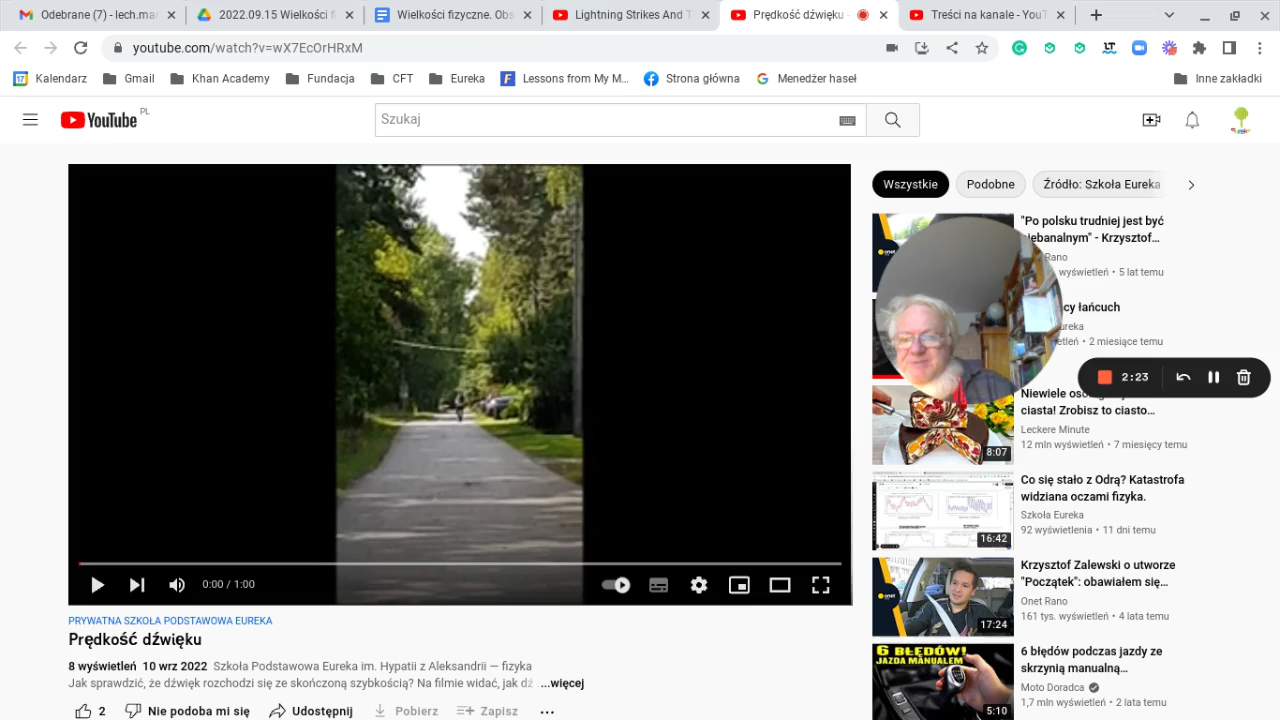 Odebrane (7) - lech.mar
2022.09.15 Wielkości fi
Wielkości fizyczne. Obs
Lightning Strikes And T
Prędkość dźwięku -
Treści na kanale - YouT
youtube.com/watch?v=wX7EcOrHRxM
Kalendarz
Gmail
Khan Academy
Fundacja
CFT
Eureka
Lessons from My M...
Strona główna
Menedżer haseł
Inne zakładki
YouTube PL
Szukaj
Wszystkie
Podobne
Źródło: Szkoła Eureka
"Po polsku trudniej jest być
niebanalnym" - Krzysztof...
Rano
wyświetleń • 5 lat temu
cy łańcuch
ureka
etleń • 2 miesiące temu
2:23
Niewiele
ciasta! Zrobisz to ciasto...
Leckere Minute
12 mln wyświetleń • 7 miesięcy temu
8:07
Co się stało z Odrą? Katastrofa
widziana oczami fizyka.
Szkoła Eureka
92 wyświetlenia • 11 dni temu
16:42
Krzysztof Zalewski o utworze
"Początek": obawiałem się...
Onet Rano
161 tys. wyświetleń • 4 lata temu
17:24
6 BŁĘDÓW!
JAZDA MANUALEM
6 błędów podczas jazdy ze
skrzynią manualną...
Moto Doradca
1,7 mln wyświetleń • 2 lata temu
5:10
0:00 / 1:00
PRYWATNA SZKOŁA PODSTAWOWA EUREKA
Prędkość dźwięku
8 wyświetleń 10 wrz 2022 Szkoła Podstawowa Eureka im. Hypatii z Aleksandrii — fizyka
Jak sprawdzić, że dźwięk biegnie ze skończoną szybkością? Na filmie widać, jak dź ...więcej
2
Nie podoba mi się
Udostępnij
Pobierz
Zapisz